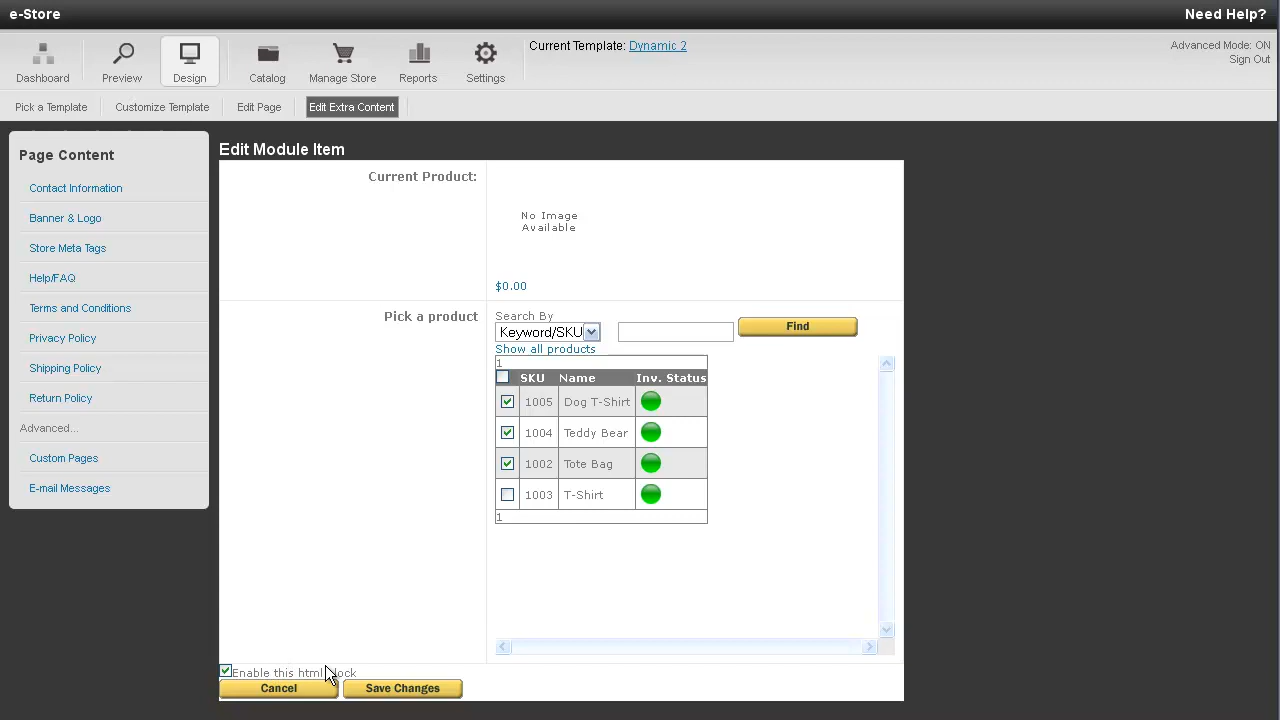 e-Store
Need Help?
Dashboard
Preview
Design
Catalog
Manage Store
Reports
Settings
Current Template: Dynamic 2
Advanced Mode: ON
Sign Out
Pick a Template
Customize Template
Edit Page
Edit Extra Content
Page Content
Contact Information
Banner & Logo
Store Meta Tags
Help/FAQ
Terms and Conditions
Privacy Policy
Shipping Policy
Return Policy
Advanced...
Custom Pages
E-mail Messages
Edit Module Item
Current Product:
No Image
Available
$0.00
Pick a product
Search By
Keyword/SKU
Find
Show all products
1
SKU Name Inv. Status
1005 Dog T-Shirt
1004 Teddy Bear
1002 Tote Bag
1003 T-Shirt
1
Enable this html block
Cancel
Save Changes